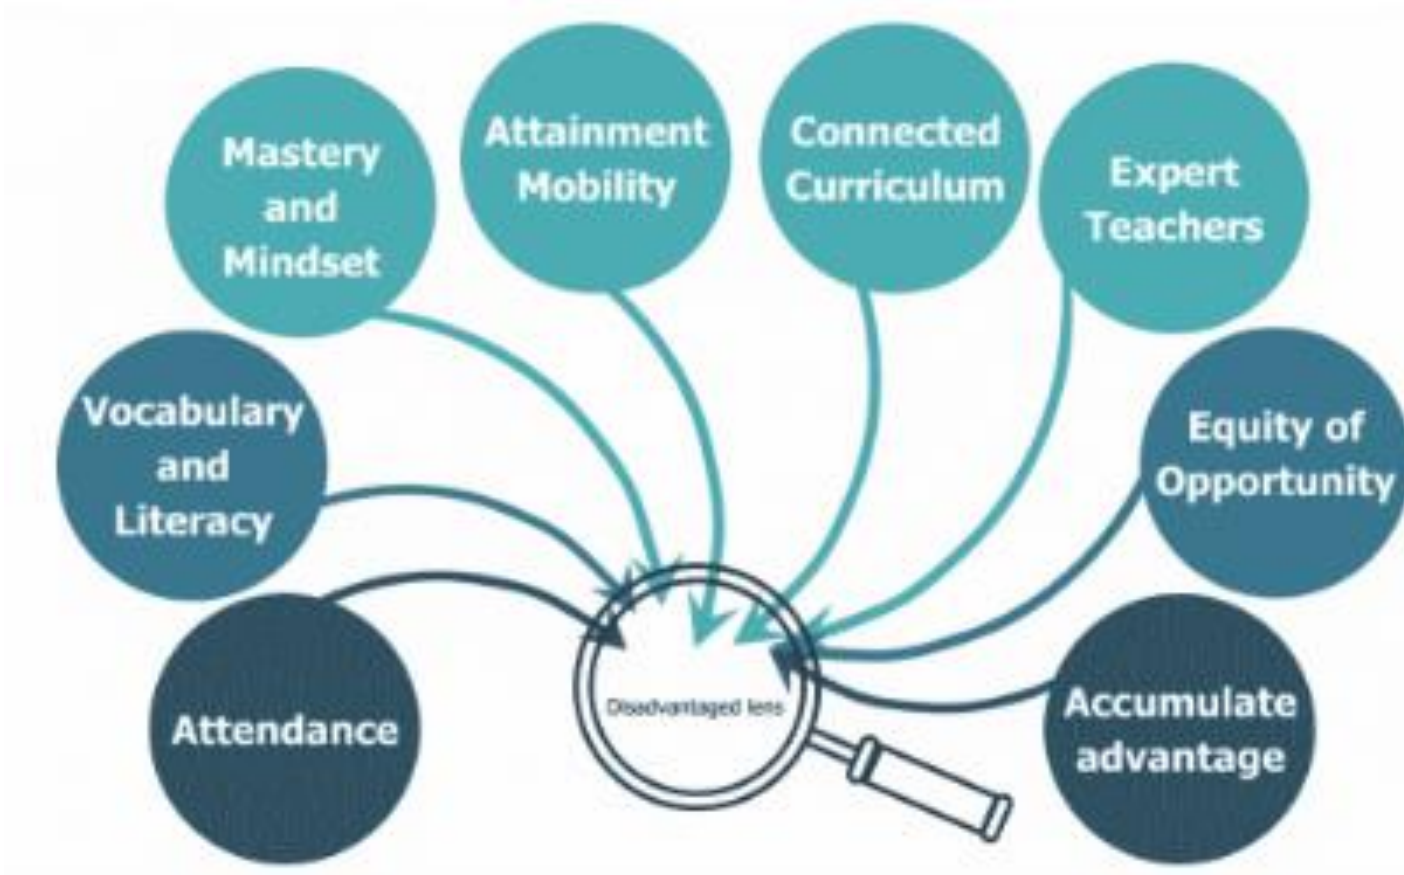 Attainment
Mobility
Connected
Curriculum
Mastery
and
Mindset
Expert
Teachers
Vocabulary
and
Literacy
Equity of
Opportunity
Attendance
Disadvantaged lens
Accumulate
advantage